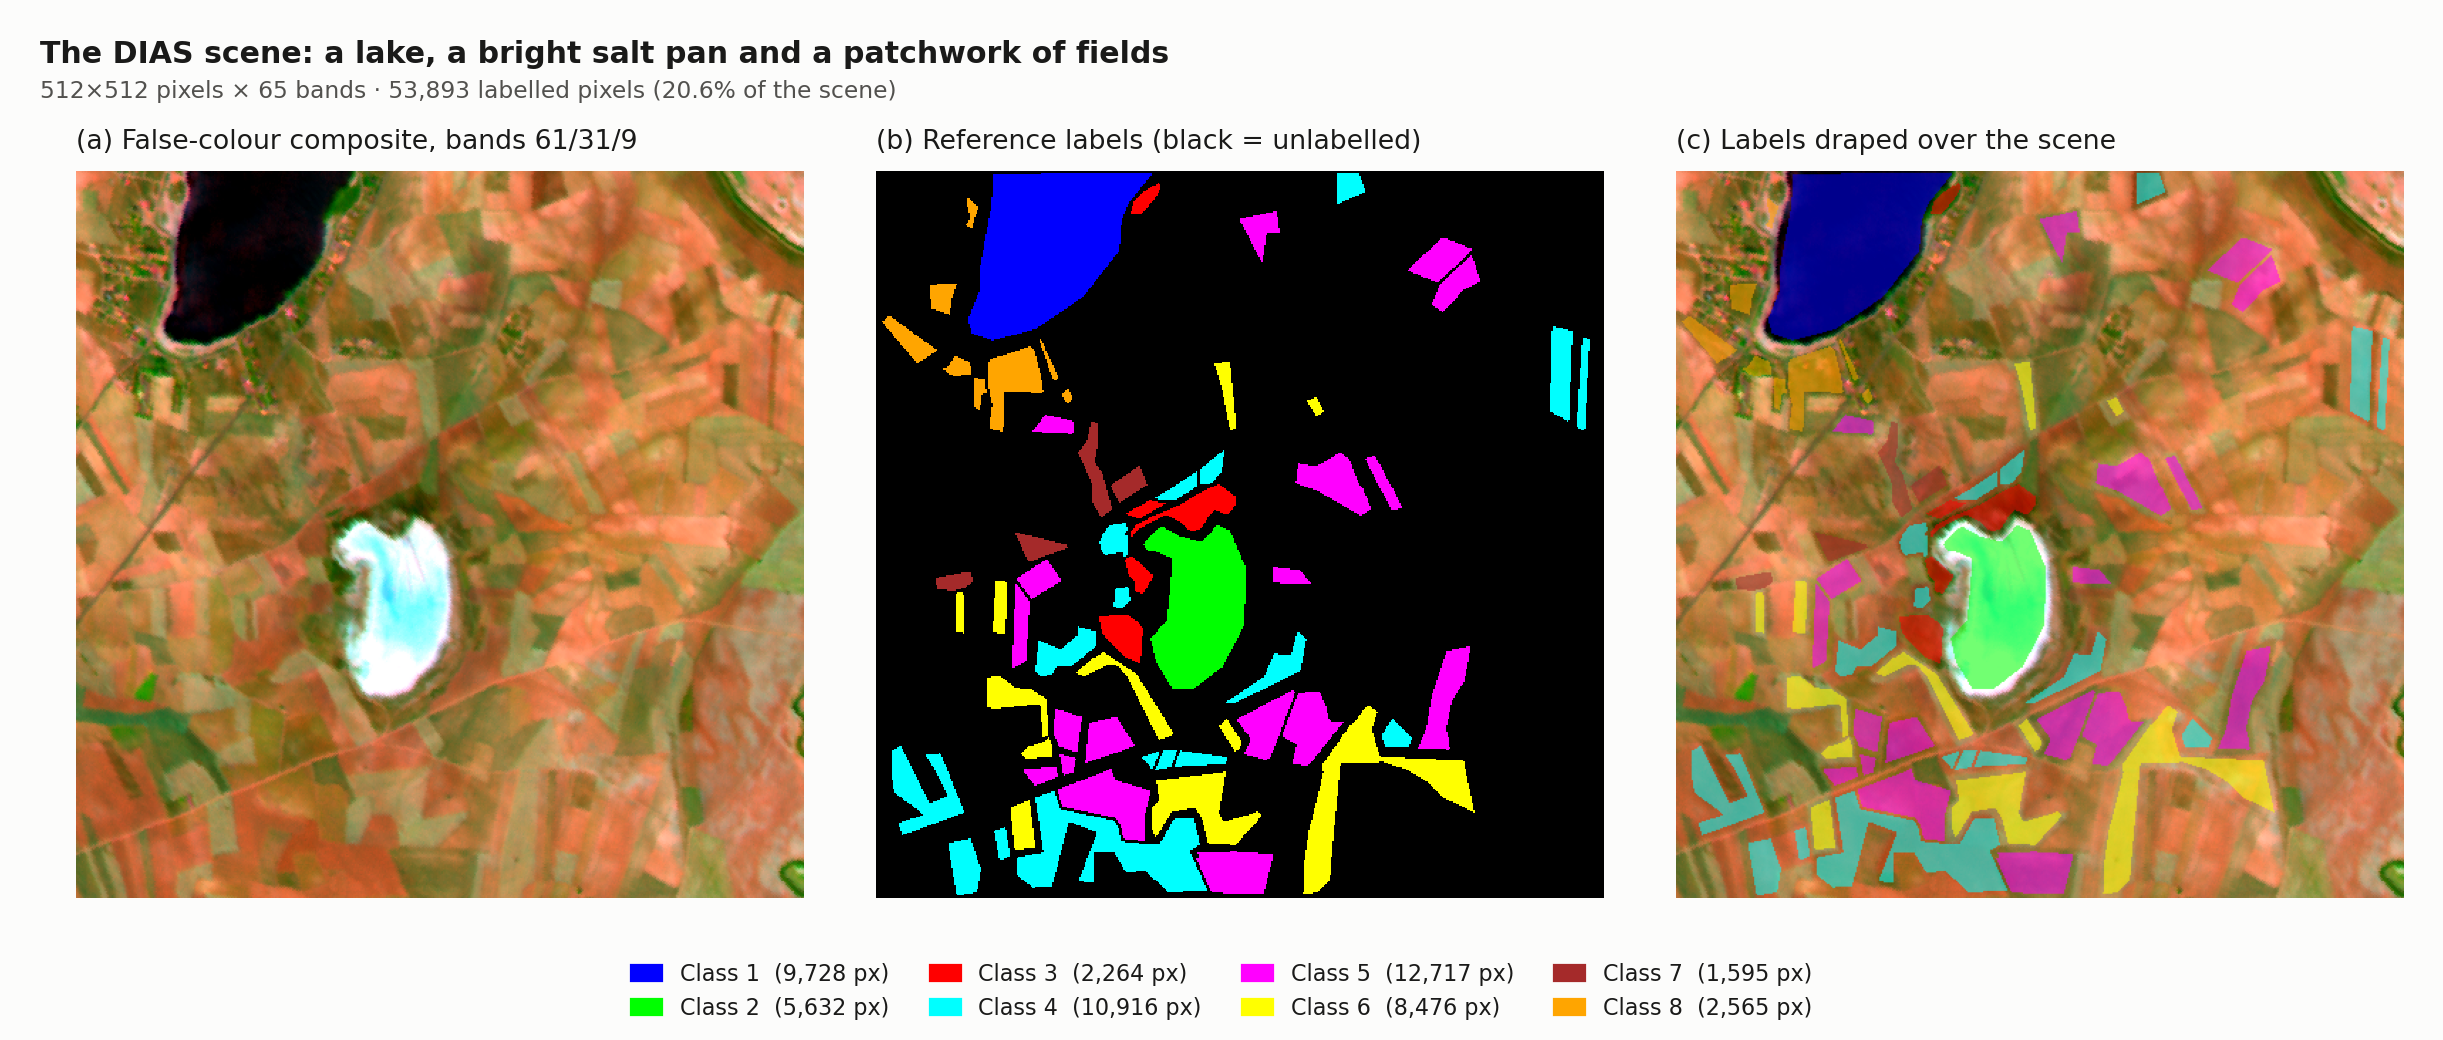 The DIAS scene: a lake, a bright salt pan and a patchwork of fields
512×512 pixels × 65 bands · 53,893 labelled pixels (20.6% of the scene)
(a) False-colour composite, bands 61/31/9
(b) Reference labels (black = unlabelled)
(c) Labels draped over the scene
Class 1 (9,728 px)
Class 2 (5,632 px)
Class 3 (2,264 px)
Class 4 (10,916 px)
Class 5 (12,717 px)
Class 6 (8,476 px)
Class 7 (1,595 px)
Class 8 (2,565 px)